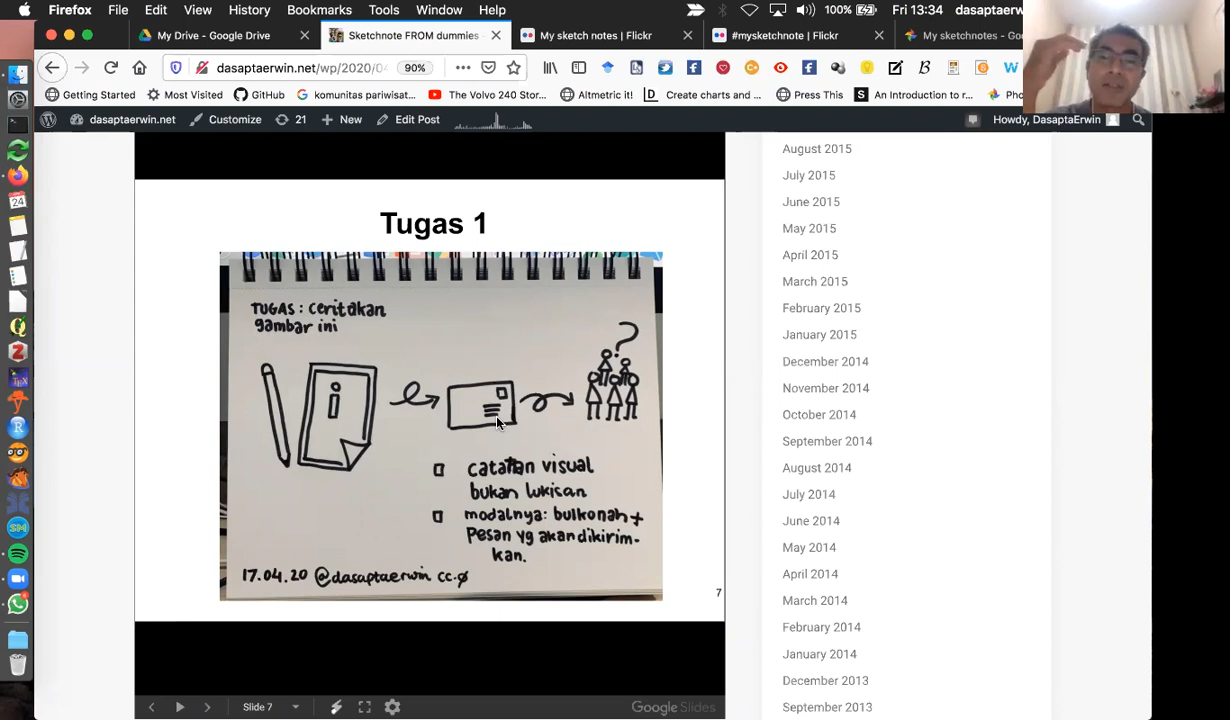 Firefox File Edit View History Bookmarks Tools Window Help 100% Fri 13:34 dasaptaerw
My Drive - Google Drive Sketchnote FROM dummies My sketch notes | Flickr #mysketchnote | Flickr My sketchnotes - Goog
dasaptaerwin.net/wp/2020/04 90%
Getting Started Most Visited GitHub komunitas pariwisat... The Volvo 240 Stor... Altmetric it! Create charts and ... Press This An Introduction to r... Pho
dasaptaerwin.net Customize 21 New Edit Post Howdy, DasaptaErwin
Tugas 1
TUGAS: ceritakan
gambar ini
i
?
catatan visual
bukan lukisan
modalnya: bulkonah +
pesan yg akan dikirim-
kan.
17.04.20 @dasaptaerwin cc.∅
7
Slide 7
Google Slides
August 2015
July 2015
June 2015
May 2015
April 2015
March 2015
February 2015
January 2015
December 2014
November 2014
October 2014
September 2014
August 2014
July 2014
June 2014
May 2014
April 2014
March 2014
February 2014
January 2014
December 2013
September 2013